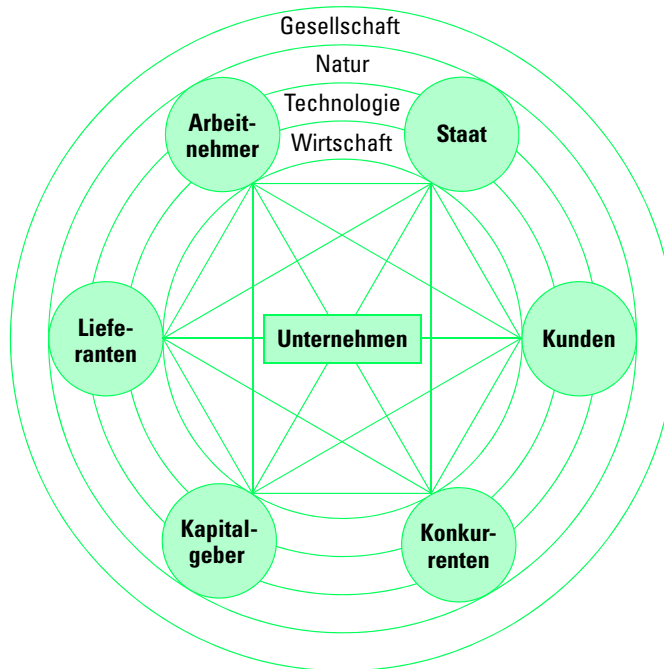 Gesellschaft
Natur
Technologie
Wirtschaft
Arbeit-
nehmer
Staat
Liefe-
ranten
Unternehmen
Kunden
Kapital-
geber
Konkur-
renten